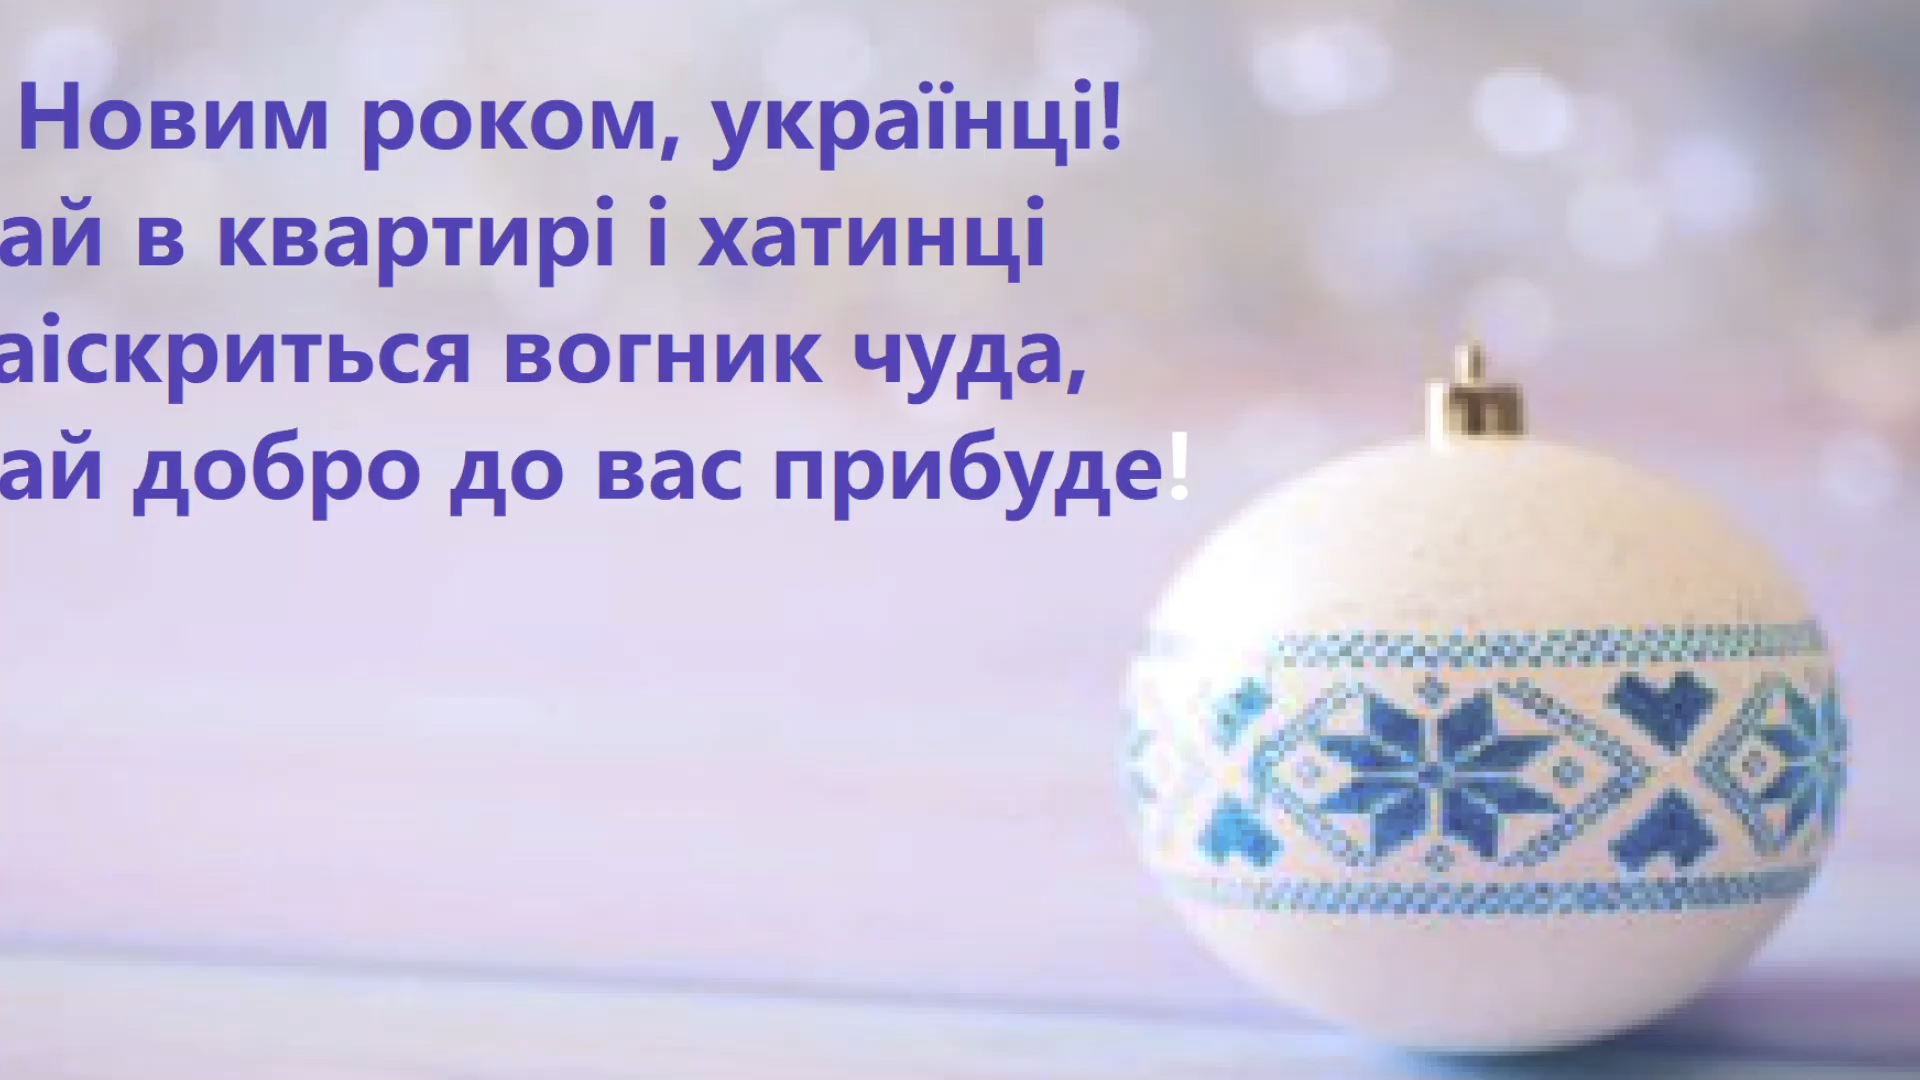 Новим роком, українці!
ай в квартирі і хатинці
аіскриться вогник чуда,
ай добро до вас прибуде!